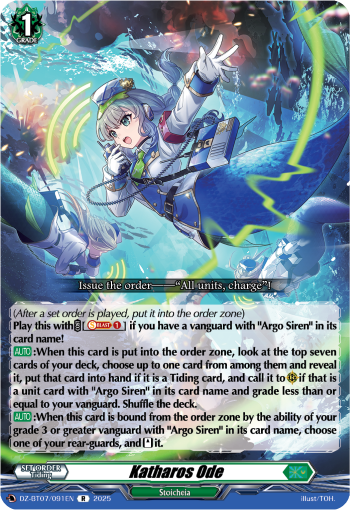 1
GRADE
Issue the order——"All units, charge"!
(After a set order is played, put it into the order zone)
Play this with [SOUL BLAST 1] if you have a vanguard with "Argo Siren" in its
card name!
AUTO:When this card is put into the order zone, look at the top seven
cards of your deck, choose up to one card from among them and reveal
it, put that card into hand if it is a Tiding card, and call it to if that is
a unit card with "Argo Siren" in its card name and grade less than or
equal to your vanguard. Shuffle the deck.
AUTO:When this card is bound from the order zone by the ability of your
grade 3 or greater vanguard with "Argo Siren" in its card name, choose
one of your rear-guards, and it.
SET ORDER
Tiding
Katharos Ode
Stoicheia
DZ-BT07/091EN R 2025
illust/TOH.